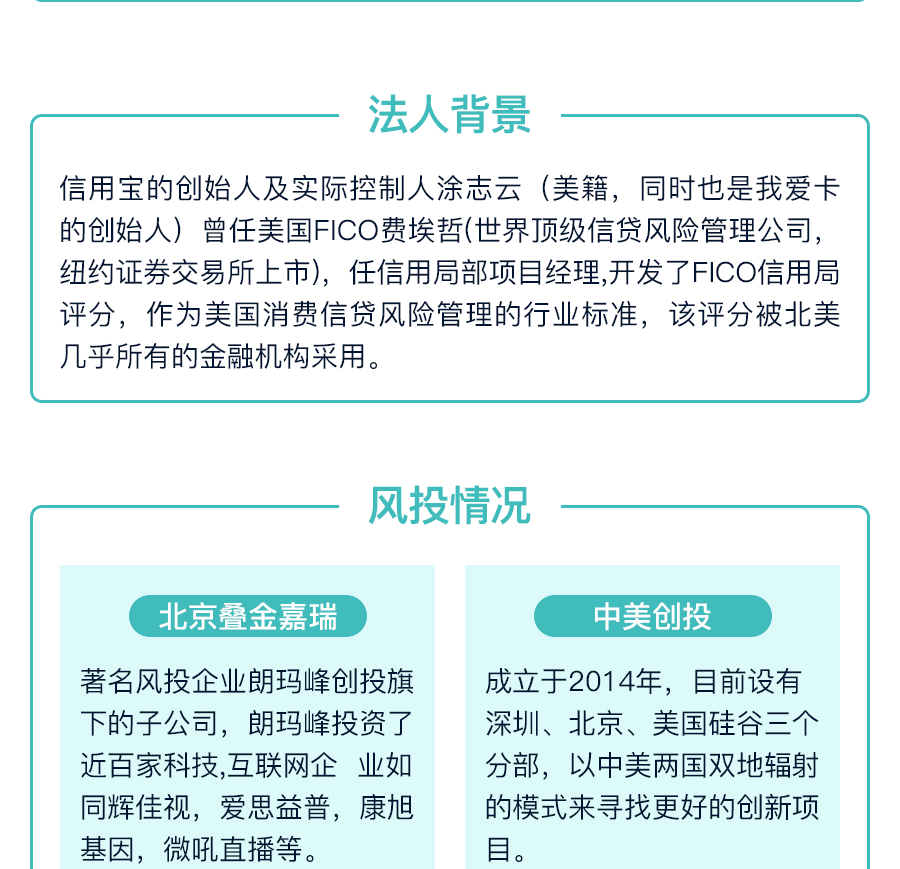 法人背景
信用宝的创始人及实际控制人涂志云（美籍，同时也是我爱卡
的创始人）曾任美国FICO费埃哲(世界顶级信贷风险管理公司，
纽约证券交易所上市)，任信用局部项目经理,开发了FICO信用局
评分，作为美国消费信贷风险管理的行业标准，该评分被北美
几乎所有的金融机构采用。
风投情况
北京叠金嘉瑞
著名风投企业朗玛峰创投旗
下的子公司，朗玛峰投资了
近百家科技,互联网企 业如
同辉佳视，爱思益普，康旭
基因，微吼直播等。
中美创投
成立于2014年，目前设有
深圳、北京、美国硅谷三个
分部，以中美两国双地辐射
的模式来寻找更好的创新项
目。